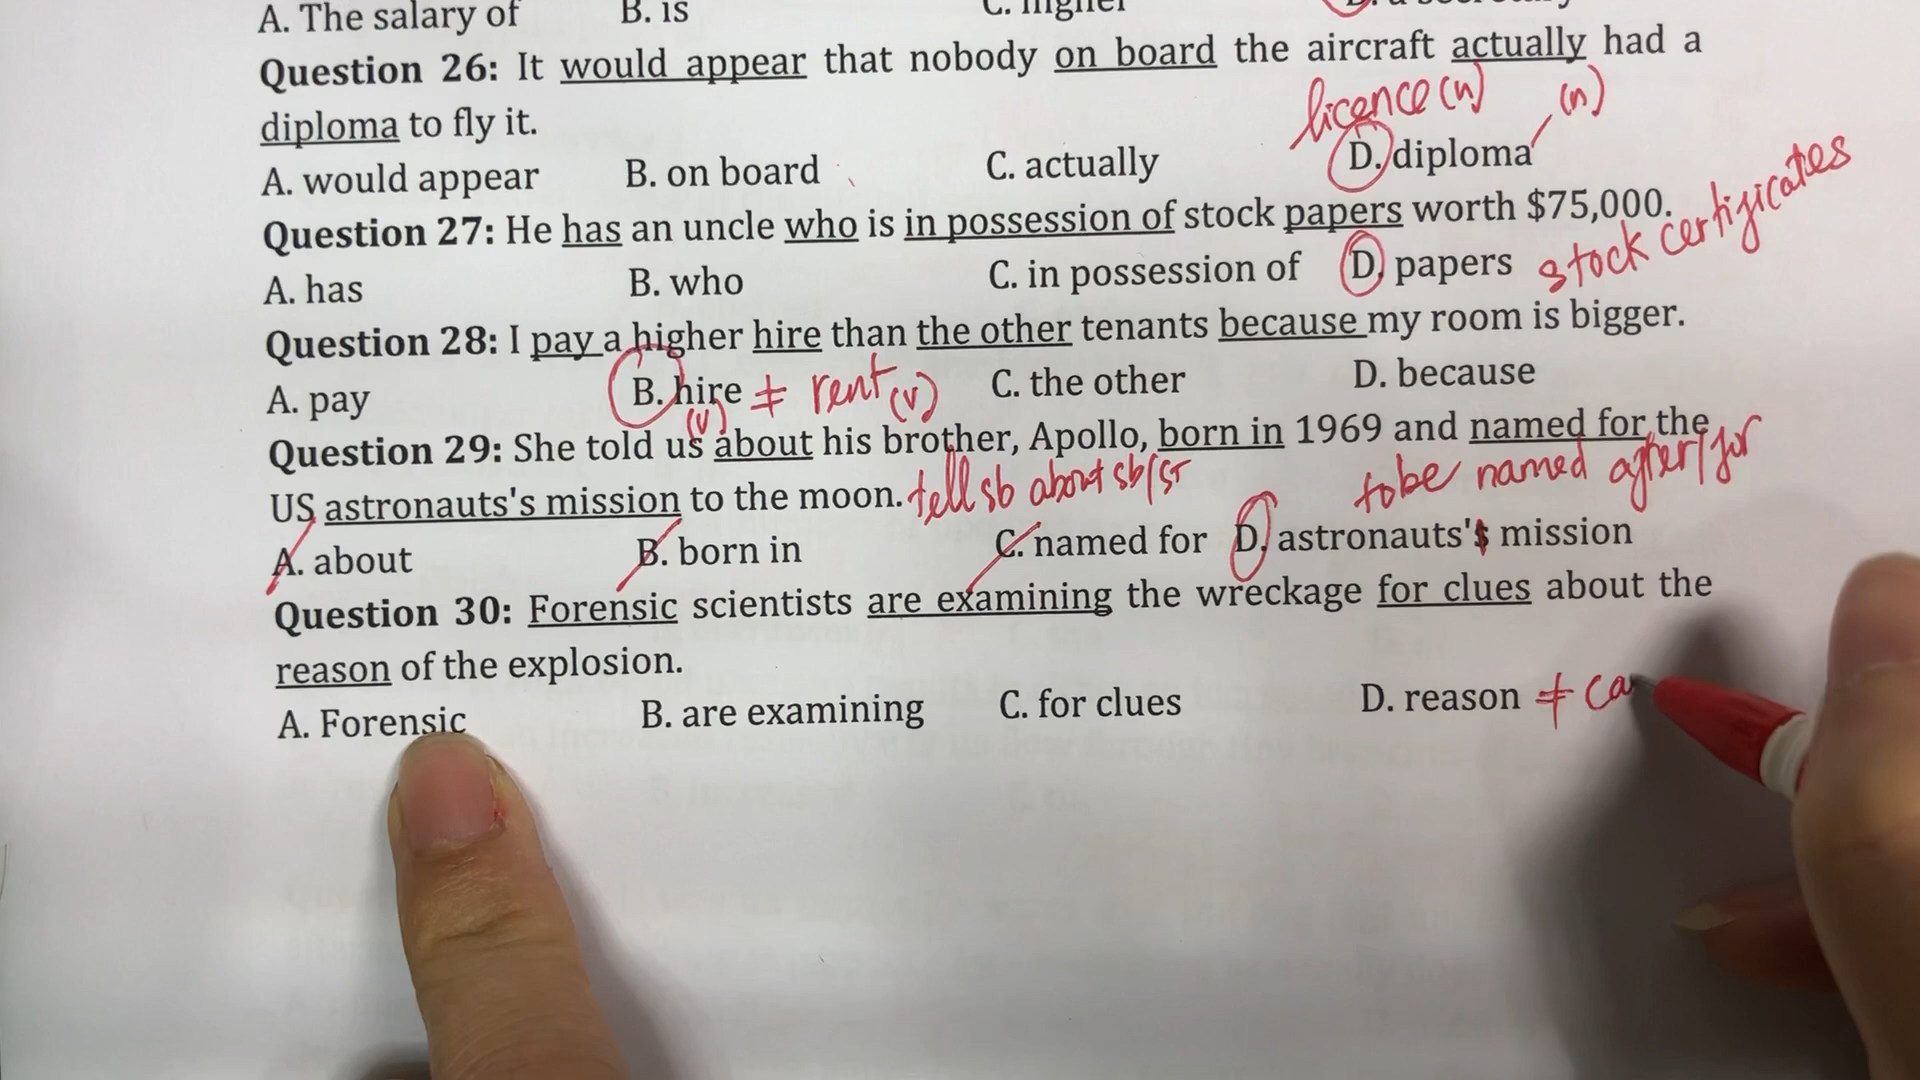 A. The salary of B. is C. higher
Question 26: It would appear that nobody on board the aircraft actually had a
licence (n) (n)
diploma to fly it.
A. would appear B. on board C. actually D. diploma
Question 27: He has an uncle who is in possession of stock papers worth $75,000.
A. has B. who C. in possession of D. papers stock certificates
Question 28: I pay a higher hire than the other tenants because my room is bigger.
A. pay B. hire ≠ rent (v) C. the other D. because
(v)
Question 29: She told us about his brother, Apollo, born in 1969 and named for the
US astronauts's mission to the moon. tell sb about sb/st to be named after/for
A. about B. born in C. named for D. astronauts's mission
Question 30: Forensic scientists are examining the wreckage for clues about the
reason of the explosion.
A. Forensic B. are examining C. for clues D. reason ≠ ca